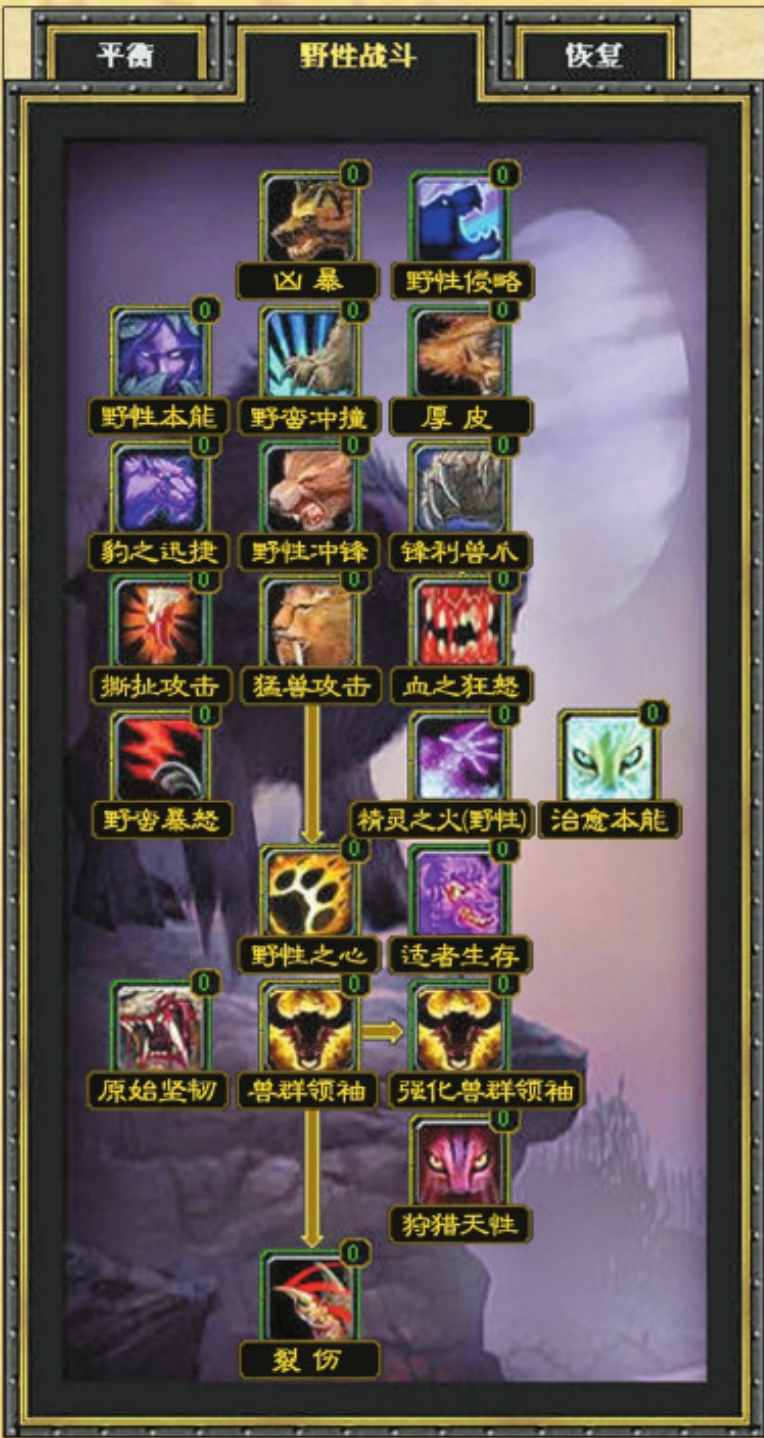 平衡 野性战斗 恢复
0 0
凶暴 野性侵略
0 0 0
野性本能 野蛮冲撞 厚皮
0 0 0
豹之迅捷 野性冲锋 锋利兽爪
0 0 0
撕扯攻击 猛兽攻击 血之狂怒
0 0 0
野蛮暴怒 精灵之火(野性) 治愈本能
0 0
野性之心 适者生存
0 0 0
原始坚韧 兽群领袖 强化兽群领袖
0
狩猎天性
0
裂伤